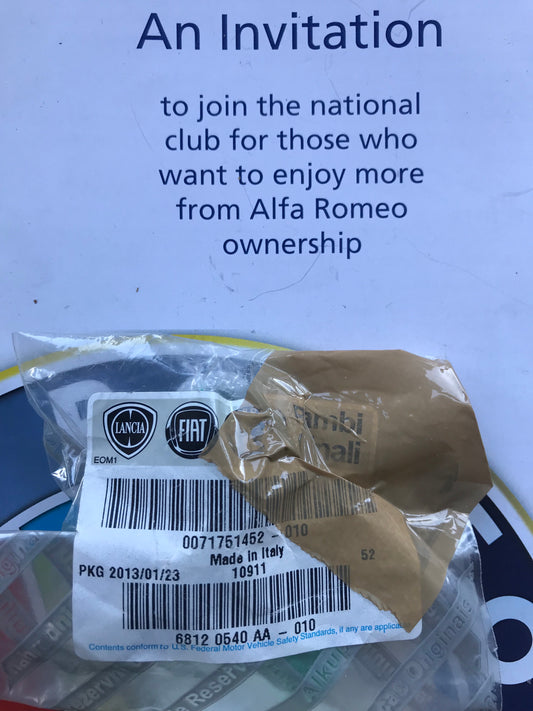 An Invitation
to join the national
club for those who
want to enjoy more
from Alfa Romeo
ownership
LANCIA
FIAT
EOM1
0071751452-010
Made in Italy
52
PKG 2013/01/23
10911
6812 0540 AA -010
Contents conform to U.S. Federal Motor Vehicle Safety Standards, if any are applicable